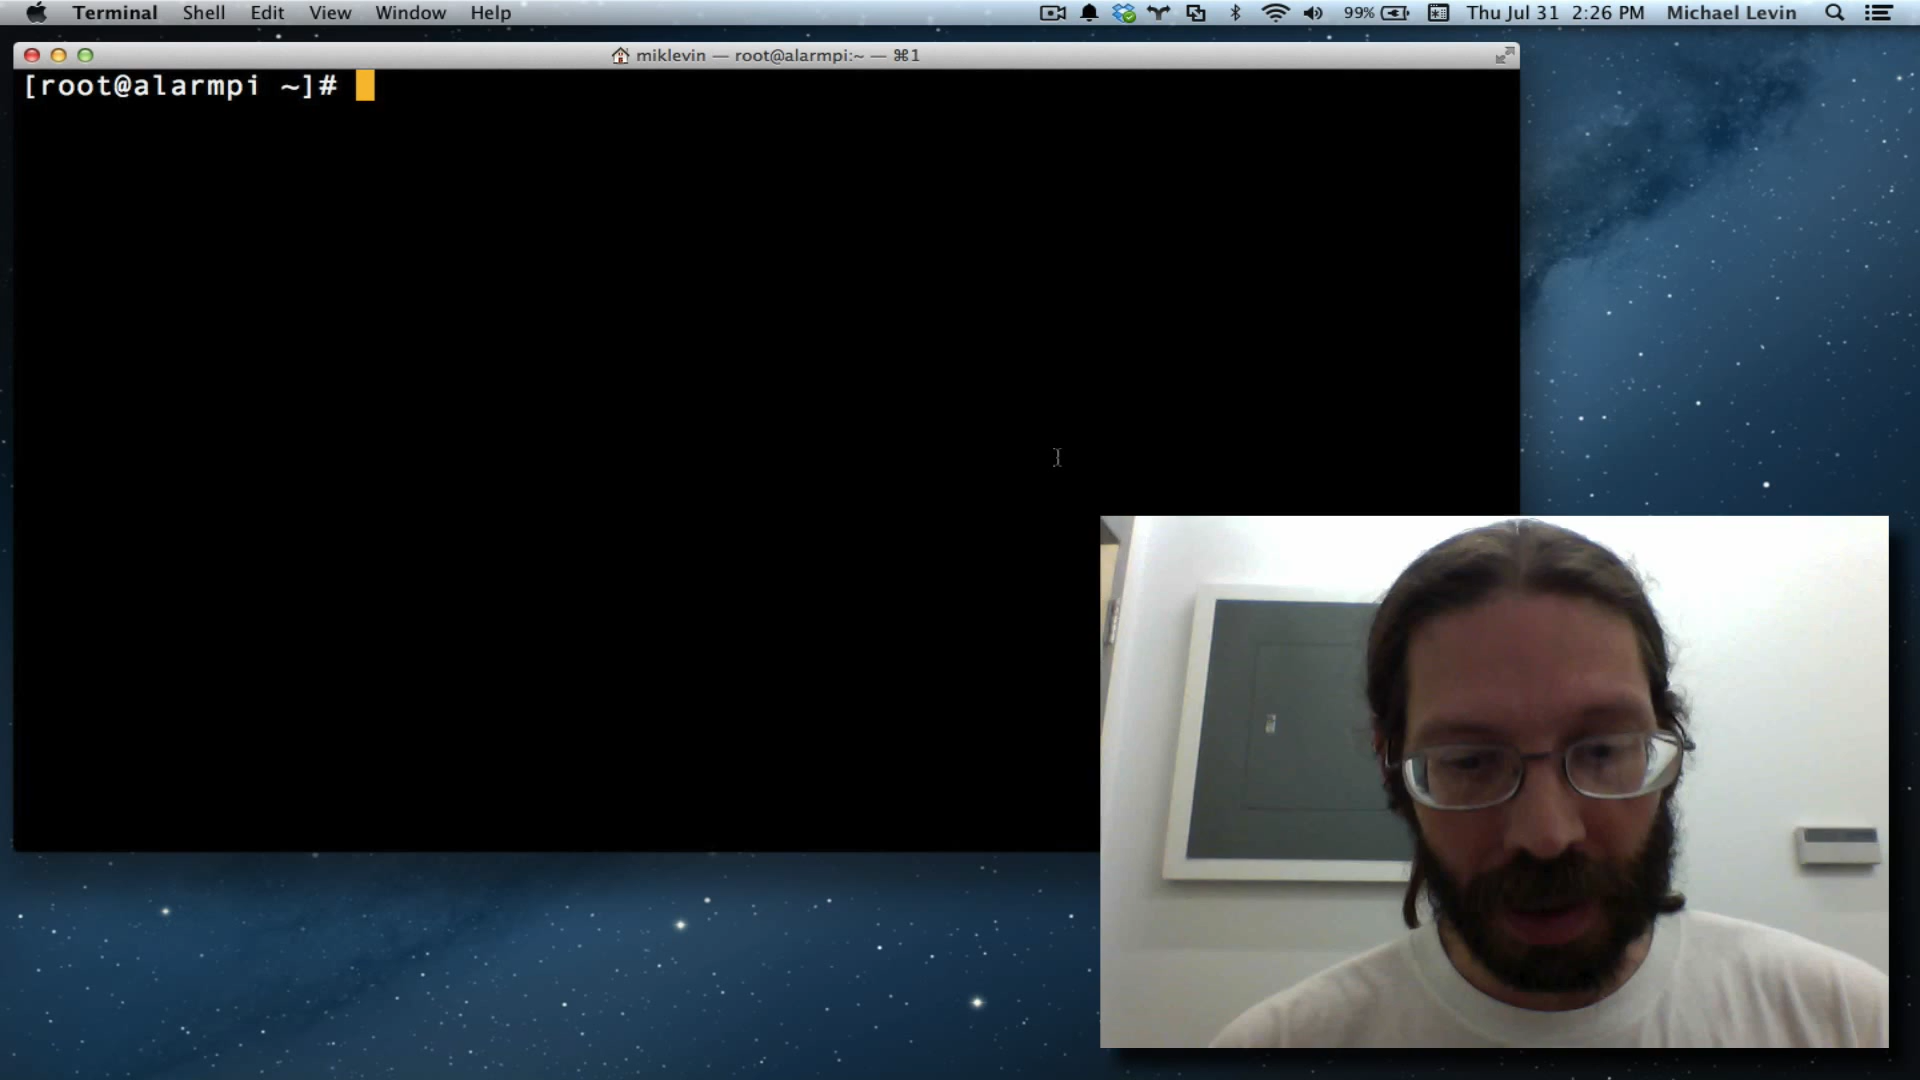 Terminal Shell Edit View Window Help 99% Thu Jul 31 2:26 PM Michael Levin
miklevin — root@alarmpi:~ — ⌘1
[root@alarmpi ~]#